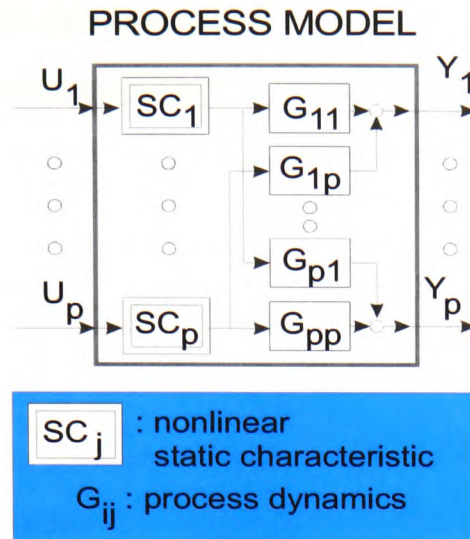 PROCESS MODEL
U1 SC1 G11 Y1
G1p
Gp1
Up SCp Gpp Yp
SCj : nonlinear
static characteristic
Gij : process dynamics